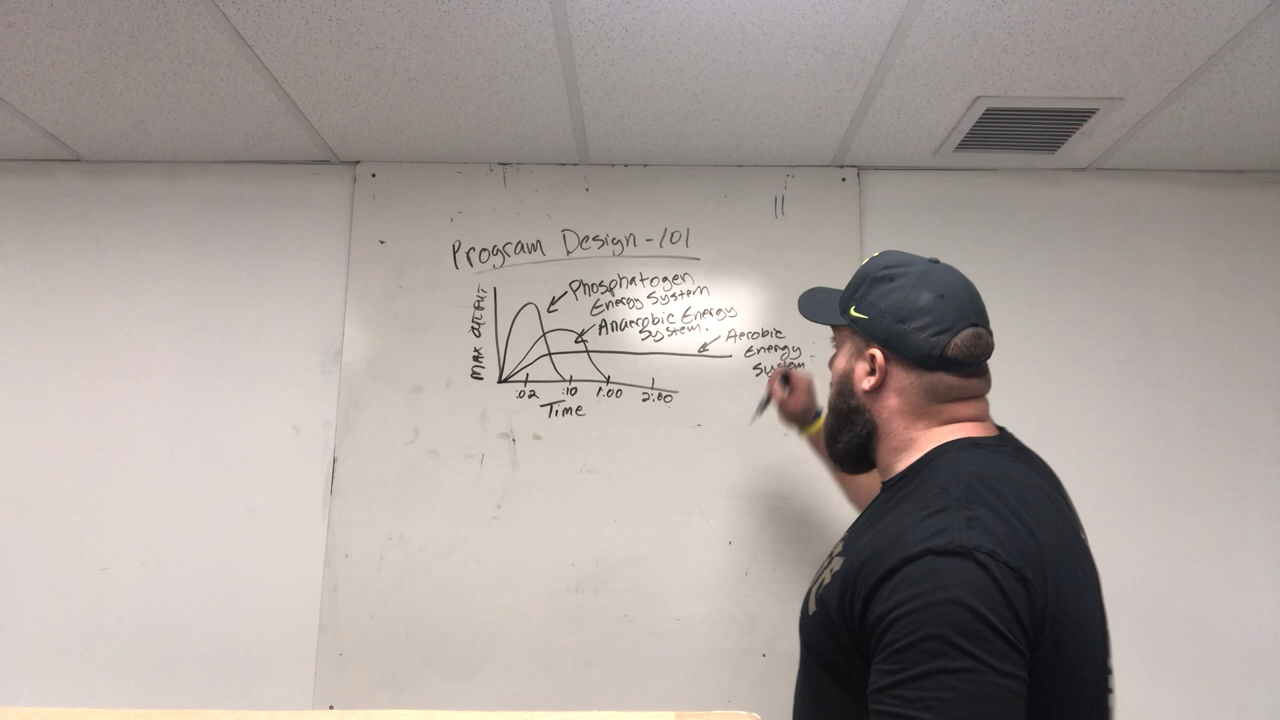 Program Design-101
Phosphatogen
Energy System
Anaerobic Energy
System.
Aerobic
Energy
System
MAX OUTPUT
:02 :10 1:00 2:00
Time